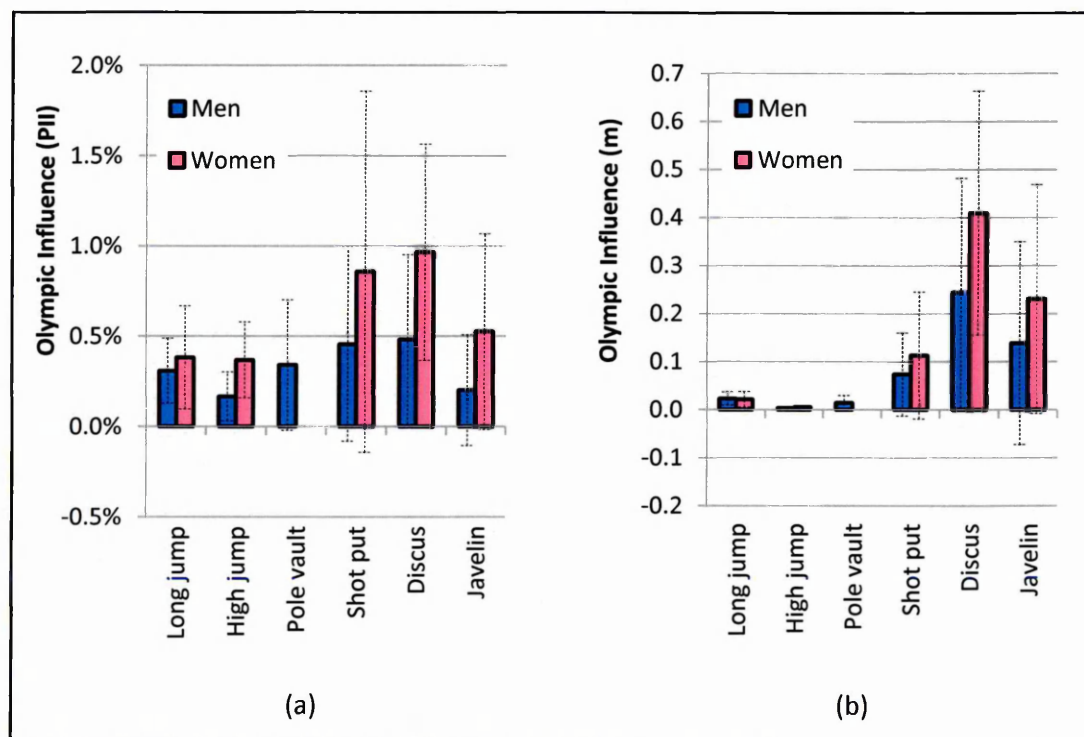 Olympic Influence (PII)
2.0%
1.5%
1.0%
0.5%
0.0%
-0.5%
Men
Women
Long jump
High jump
Pole vault
Shot put
Discus
Javelin
(a)
Olympic Influence (m)
0.7
0.6
0.5
0.4
0.3
0.2
0.1
0.0
-0.1
-0.2
Men
Women
Long jump
High jump
Pole vault
Shot put
Discus
Javelin
(b)